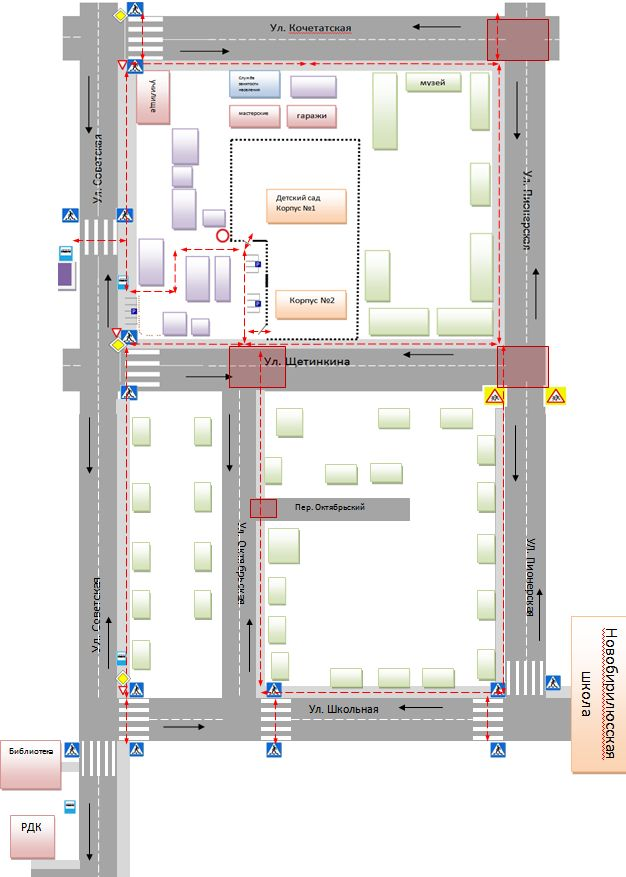 Ул. Кочетатская
училище
Служба
занятости
населения
музей
мастерские
гаражи
Ул. Советская
Ул. Пионерская
Детский сад
Корпус №1
Р
Корпус №2
Р
Р
Ул. Щетинкина
Пер. Октябрьский
Ул. Октябрьская
Ул. Советская
Ул. Пионерская
Новобирилюсская
школа
Ул. Школьная
Библиотека
РДК